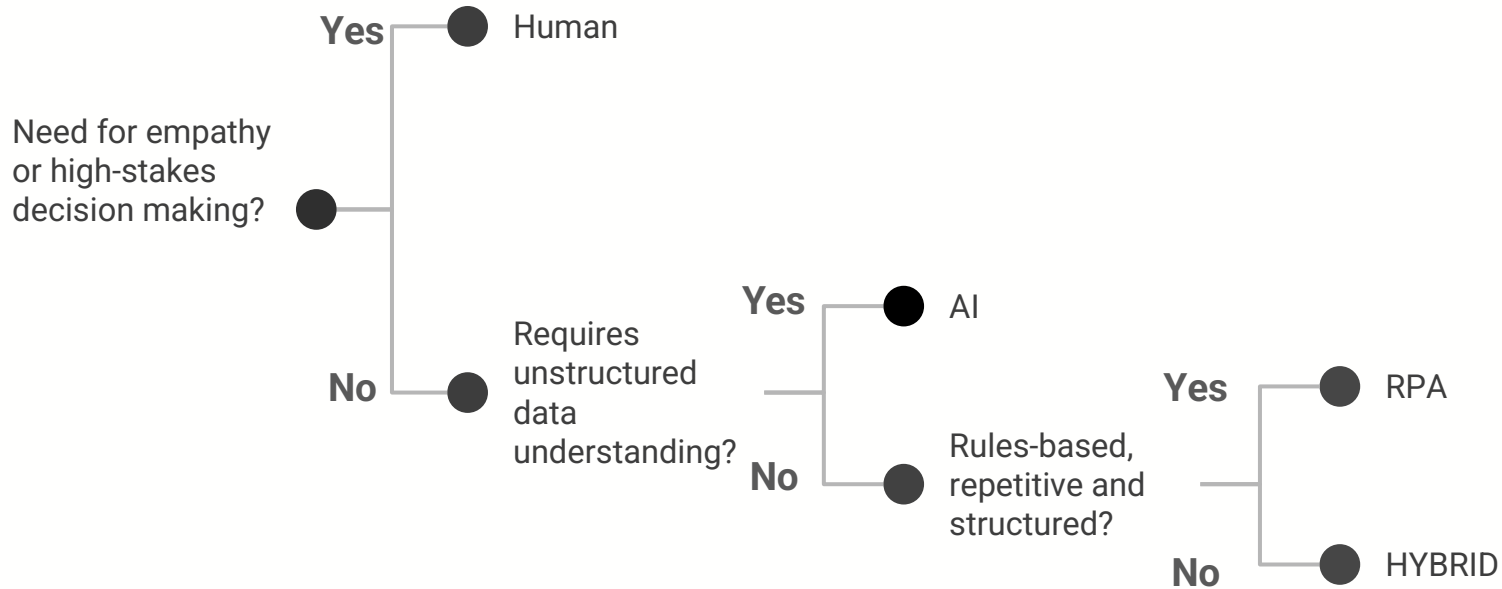 Yes
Human
Need for empathy
or high-stakes
decision making?
No
Requires
unstructured
data
understanding?
Yes
AI
No
Rules-based,
repetitive and
structured?
Yes
RPA
No
HYBRID